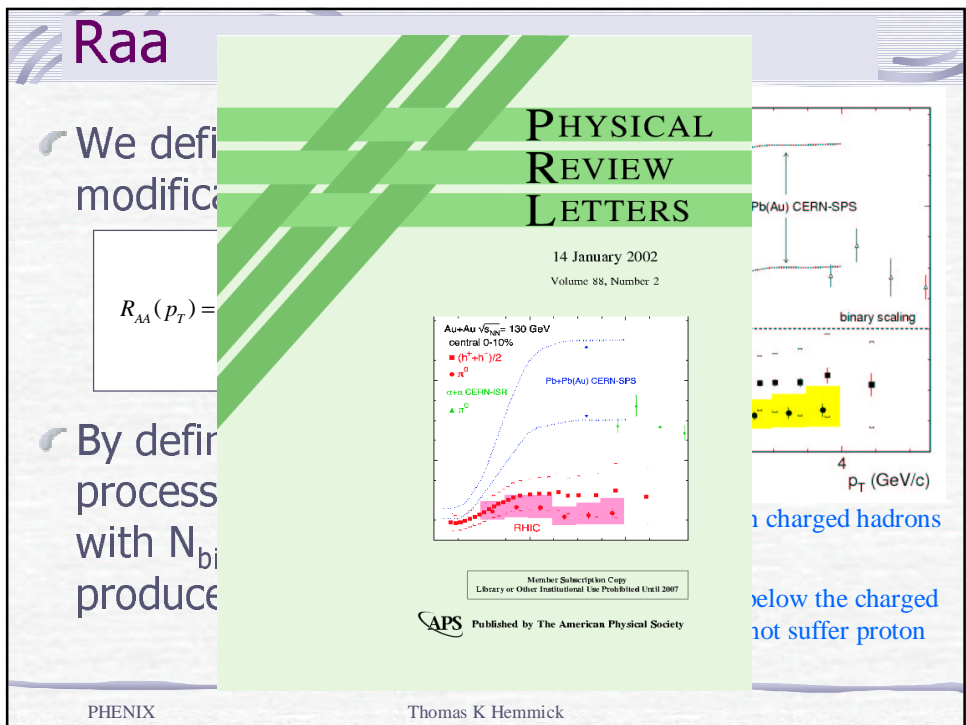 Raa
We defi
modifica
R_AA(p_T) =
By defin
process
with N_bi
produce
PHYSICAL
REVIEW
LETTERS
14 January 2002
Volume 88, Number 2
Au+Au √s_NN = 130 GeV
central 0-10%
(h⁺+h⁻)/2
π⁰
α+α CERN-ISR
π⁰
Pb+Pb(Au) CERN-SPS
RHIC
Member Subscription Copy
Library or Other Institutional Use Prohibited Until 2007
APS Published by The American Physical Society
Pb(Au) CERN-SPS
binary scaling
4
p_T (GeV/c)
n charged hadrons
below the charged
not suffer proton
PHENIX
Thomas K Hemmick